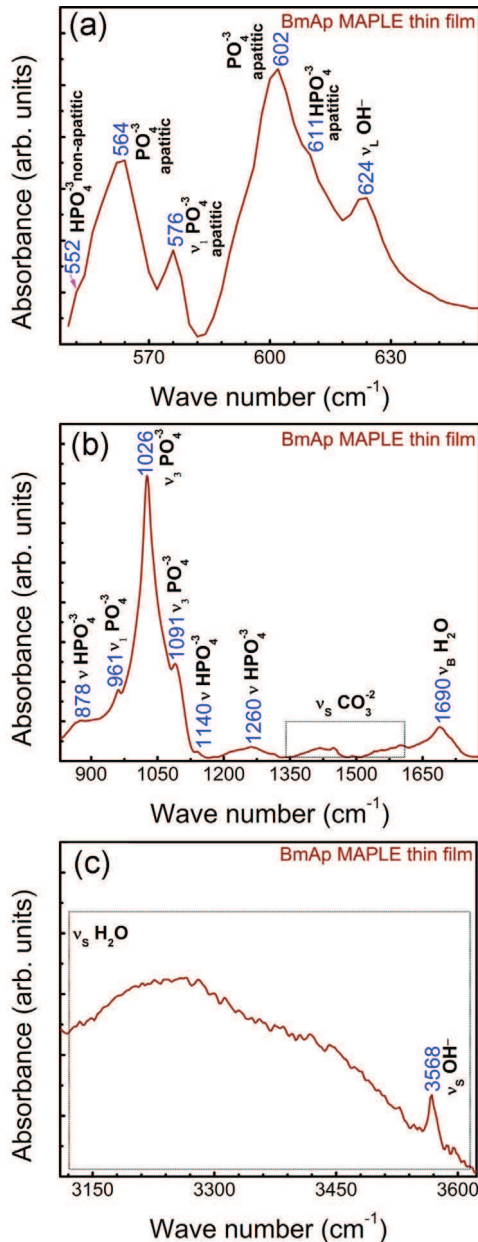 (a)
BmAp MAPLE thin film
552 HPO₄⁻³ non-apatitic
564 PO₄⁻³ apatitic
576 ν₁ PO₄⁻³ apatitic
602 PO₄⁻³ apatitic
611 HPO₄⁻³ apatitic
624 ν_L OH⁻
Absorbance (arb. units)
570 600 630
Wave number (cm⁻¹)
(b)
BmAp MAPLE thin film
878 ν HPO₄⁻³
961 ν₁ PO₄⁻³
1026 ν₃ PO₄⁻³
1091 ν₃ PO₄⁻³
1140 ν HPO₄⁻³
1260 ν HPO₄⁻³
ν_S CO₃⁻²
1690 ν_B H₂O
Absorbance (arb. units)
900 1050 1200 1350 1500 1650
Wave number (cm⁻¹)
(c)
BmAp MAPLE thin film
ν_S H₂O
3568 ν_S OH⁻
Absorbance (arb. units)
3150 3300 3450 3600
Wave number (cm⁻¹)